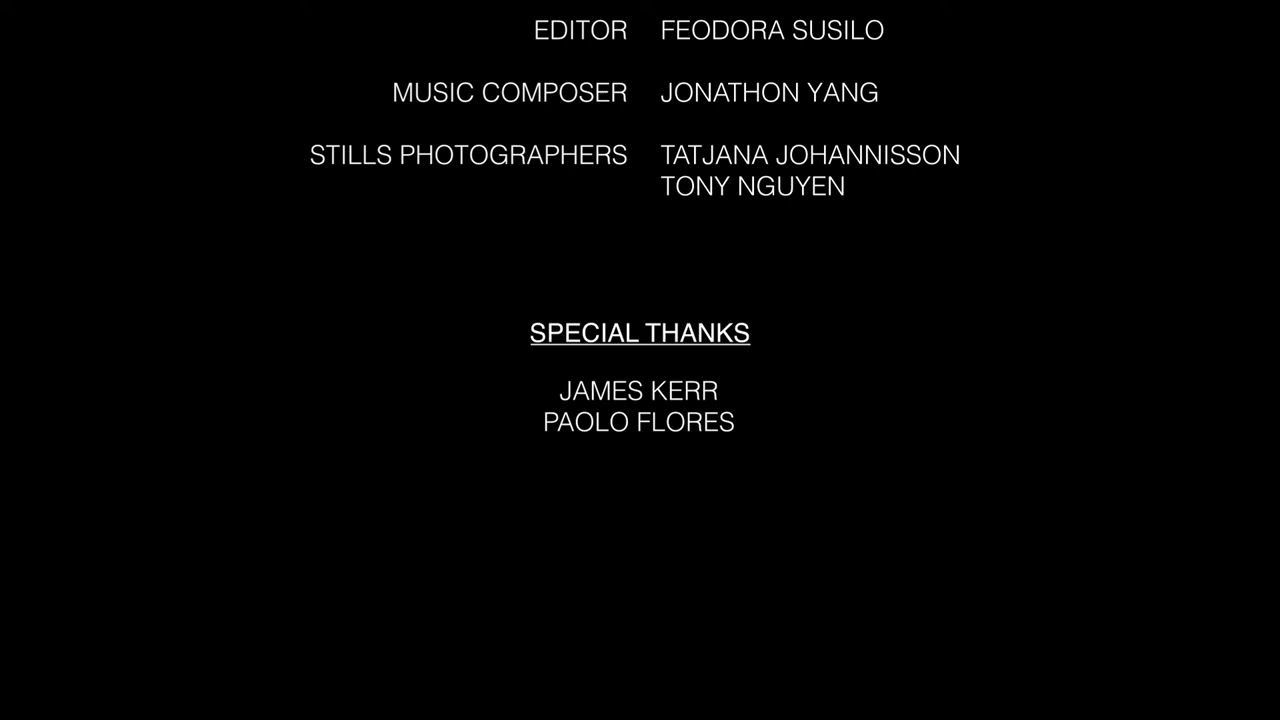 EDITOR FEODORA SUSILO
MUSIC COMPOSER JONATHON YANG
STILLS PHOTOGRAPHERS TATJANA JOHANNISSON
TONY NGUYEN
SPECIAL THANKS
JAMES KERR
PAOLO FLORES